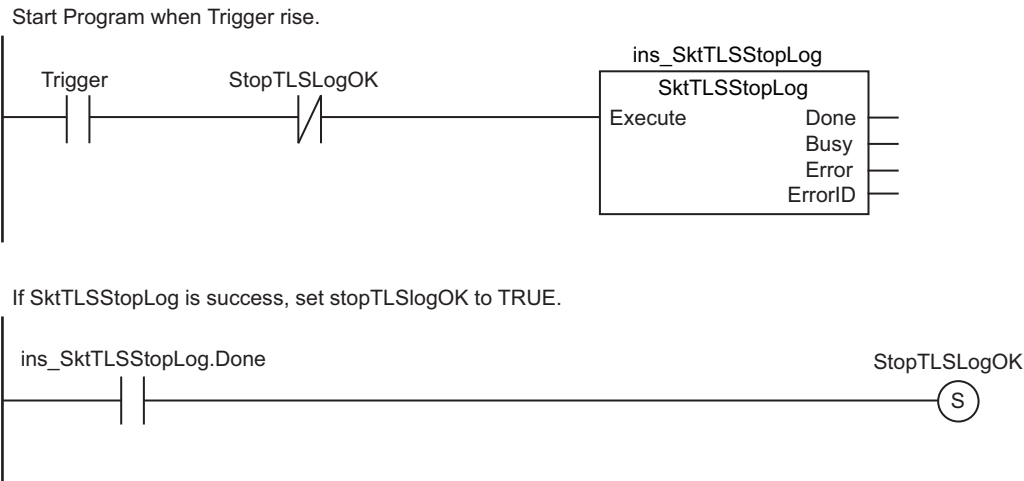 Start Program when Trigger rise.
ins_SktTLSStopLog
Trigger
StopTLSLogOK
SktTLSStopLog
Execute
Done
Busy
Error
ErrorID
If SktTLSStopLog is success, set stopTLSlogOK to TRUE.
ins_SktTLSStopLog.Done
StopTLSLogOK
S